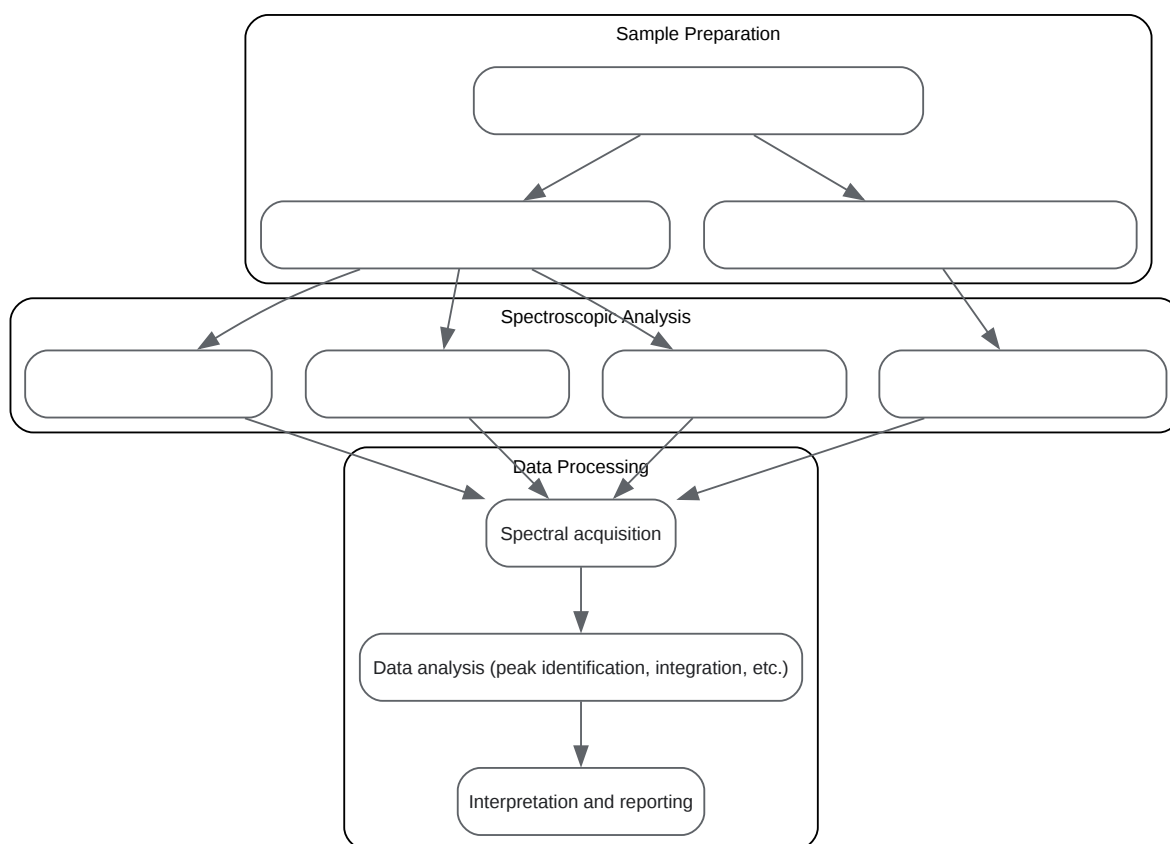 Sample Preparation
Spectroscopic Analysis
Data Processing
Spectral acquisition
Data analysis (peak identification, integration, etc.)
Interpretation and reporting